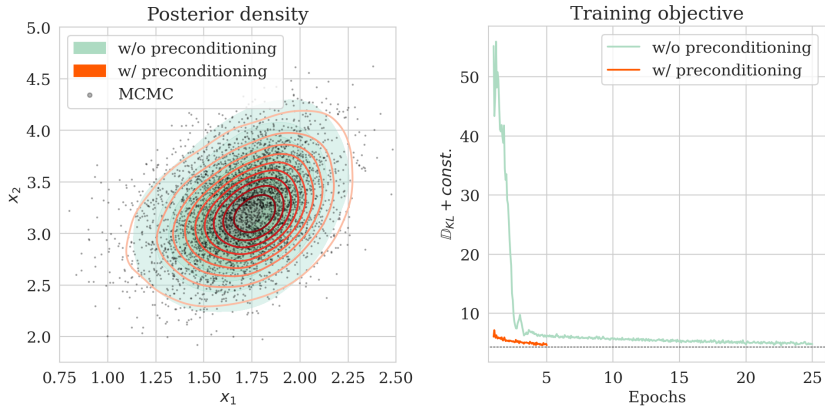 Posterior density
5.0
4.5
4.0
3.5
3.0
2.5
2.0
x₂
w/o preconditioning
w/ preconditioning
MCMC
0.75 1.00 1.25 1.50 1.75 2.00 2.25 2.50
x₁
Training objective
50
40
30
20
10
𝔻_KL + const.
w/o preconditioning
w/ preconditioning
5 10 15 20 25
Epochs